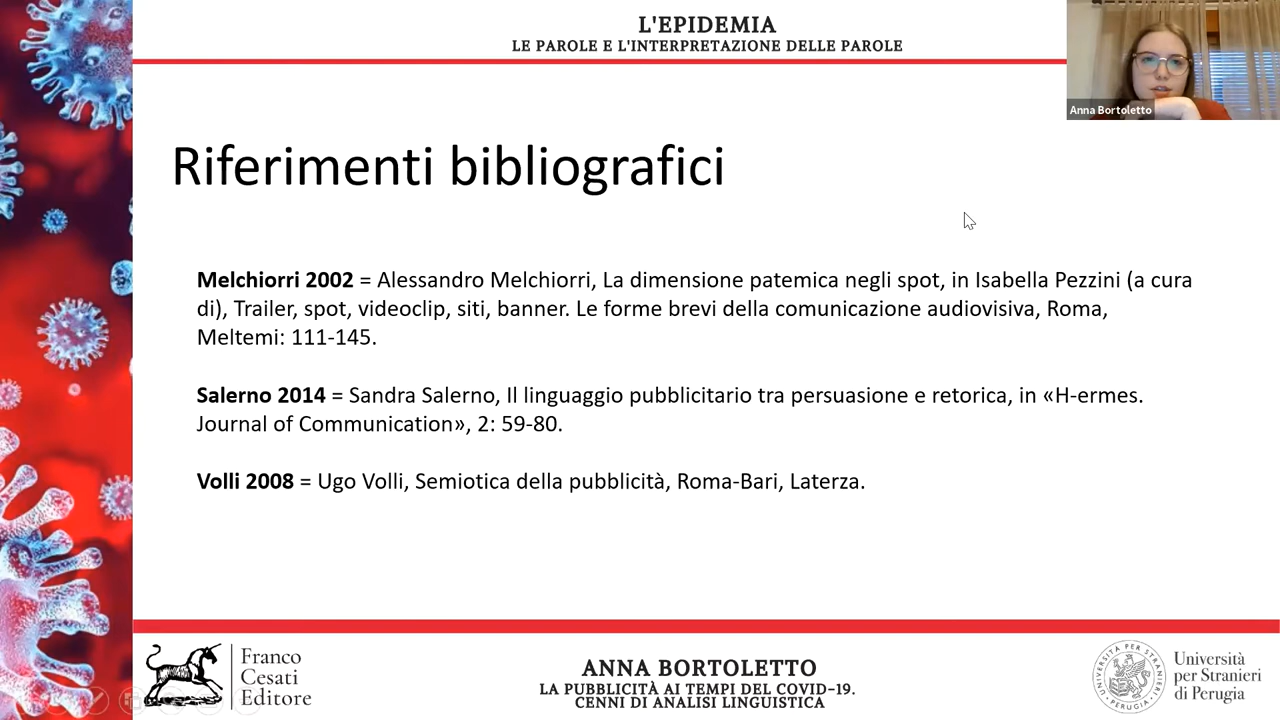 L'EPIDEMIA
LE PAROLE E L'INTERPRETAZIONE DELLE PAROLE
Anna Bortoletto
Riferimenti bibliografici
Melchiorri 2002 = Alessandro Melchiorri, La dimensione patemica negli spot, in Isabella Pezzini (a cura
di), Trailer, spot, videoclip, siti, banner. Le forme brevi della comunicazione audiovisiva, Roma,
Meltemi: 111-145.
Salerno 2014 = Sandra Salerno, Il linguaggio pubblicitario tra persuasione e retorica, in «H-ermes.
Journal of Communication», 2: 59-80.
Volli 2008 = Ugo Volli, Semiotica della pubblicità, Roma-Bari, Laterza.
Franco
Cesati
Editore
ANNA BORTOLETTO
LA PUBBLICITÀ AI TEMPI DEL COVID-19.
CENNI DI ANALISI LINGUISTICA
UNIVERSITÀ PER STRANIERI
PERUGIA
Università
per Stranieri
di Perugia